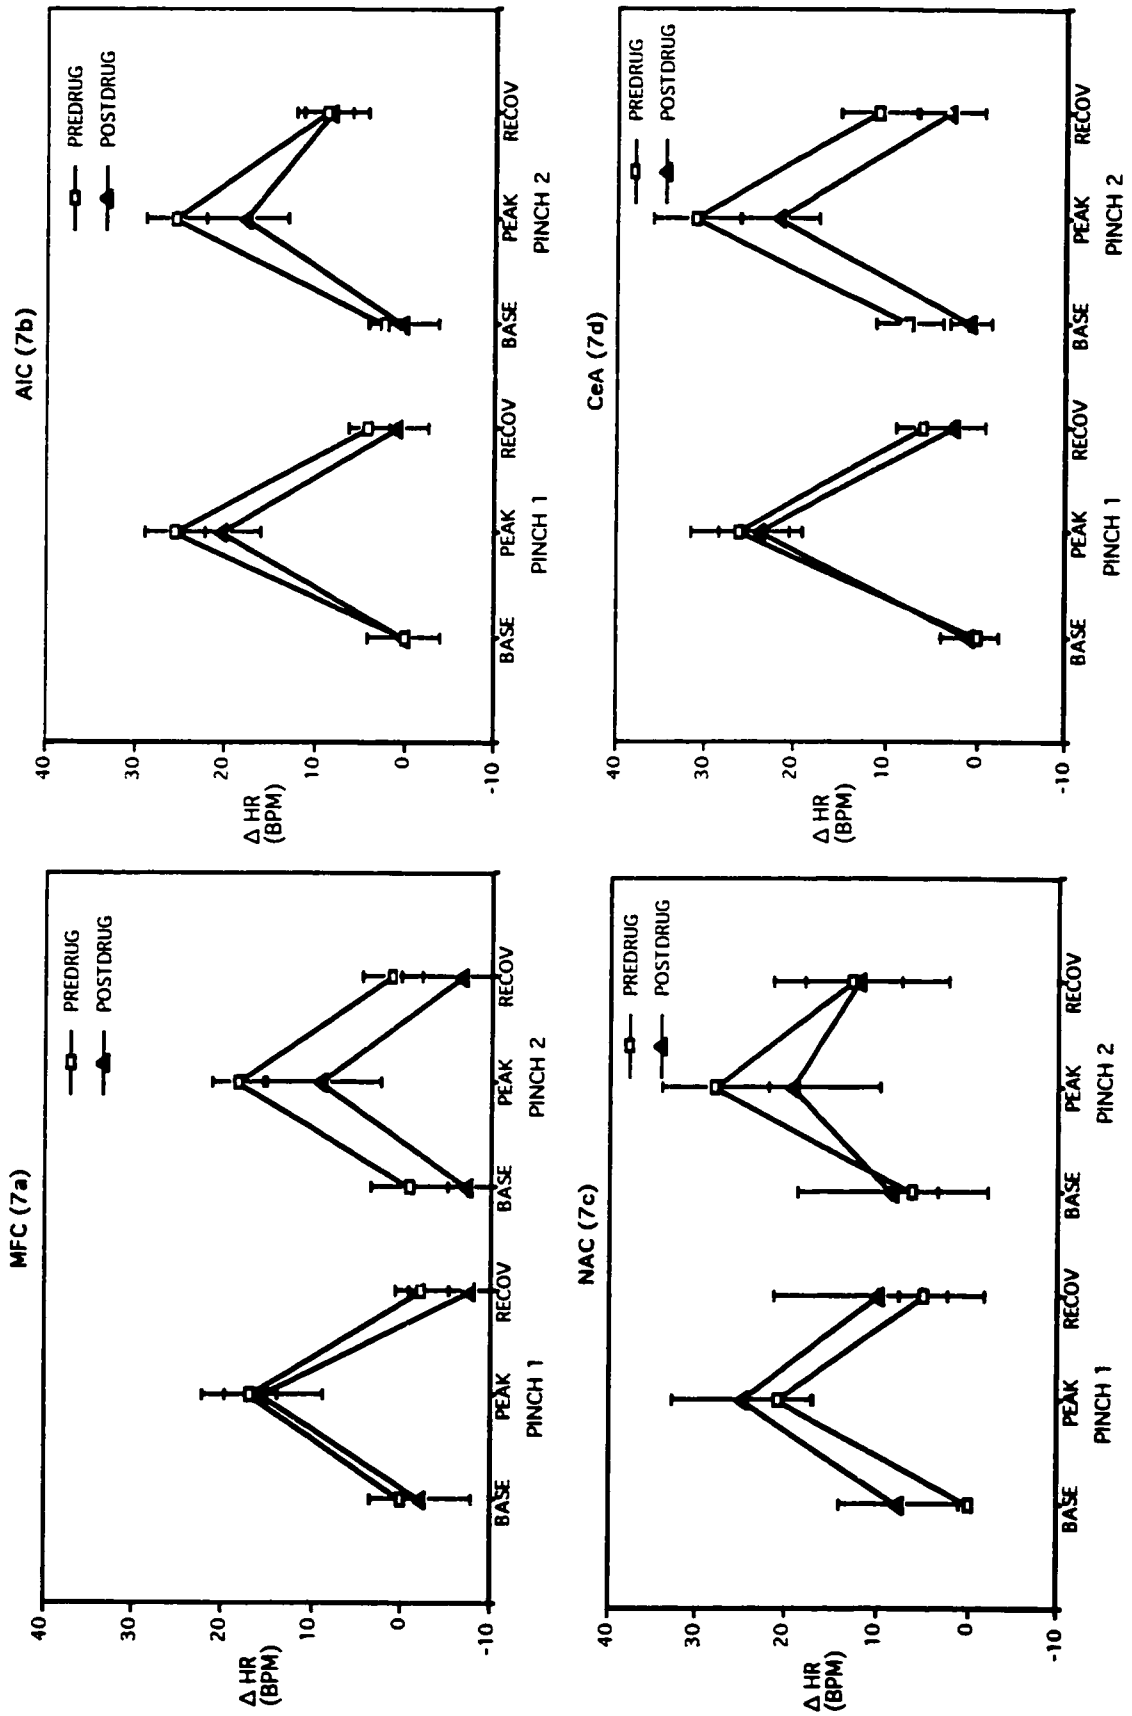 MFC (7a)
PREDRUG
POSTDRUG
40
30
20
10
0
-10
Δ HR
(BPM)
BASE PEAK RECOV BASE PEAK RECOV
PINCH 1 PINCH 2
AIC (7b)
PREDRUG
POSTDRUG
40
30
20
10
0
-10
Δ HR
(BPM)
BASE PEAK RECOV BASE PEAK RECOV
PINCH 1 PINCH 2
NAC (7c)
PREDRUG
POSTDRUG
40
30
20
10
0
-10
Δ HR
(BPM)
BASE PEAK RECOV BASE PEAK RECOV
PINCH 1 PINCH 2
CeA (7d)
PREDRUG
POSTDRUG
40
30
20
10
0
-10
Δ HR
(BPM)
BASE PEAK RECOV BASE PEAK RECOV
PINCH 1 PINCH 2